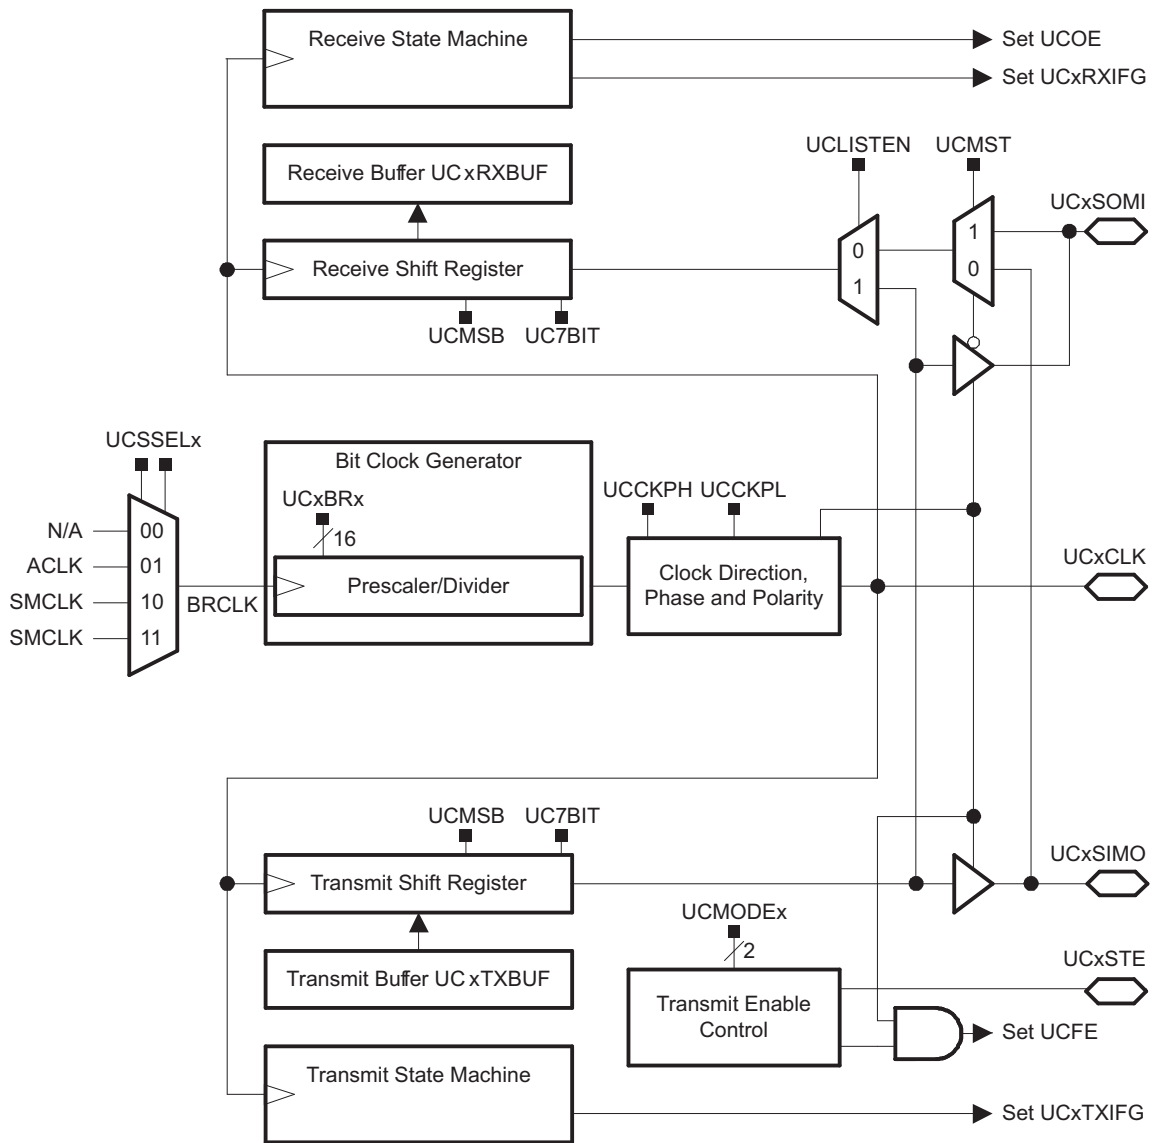 Receive State Machine
Set UCOE
Set UCxRXIFG
Receive Buffer UCxRXBUF
UCLISTEN
UCMST
UCxSOMI
1
0
0
1
Receive Shift Register
UCMSB
UC7BIT
UCSSELx
Bit Clock Generator
UCxBRx
16
UCCKPH
UCCKPL
N/A
00
ACLK
01
SMCLK
10
SMCLK
11
BRCLK
Prescaler/Divider
Clock Direction,
Phase and Polarity
UCxCLK
UCMSB
UC7BIT
Transmit Shift Register
UCxSIMO
UCMODEx
2
Transmit Buffer UCxTXBUF
Transmit Enable
Control
UCxSTE
Set UCFE
Transmit State Machine
Set UCxTXIFG